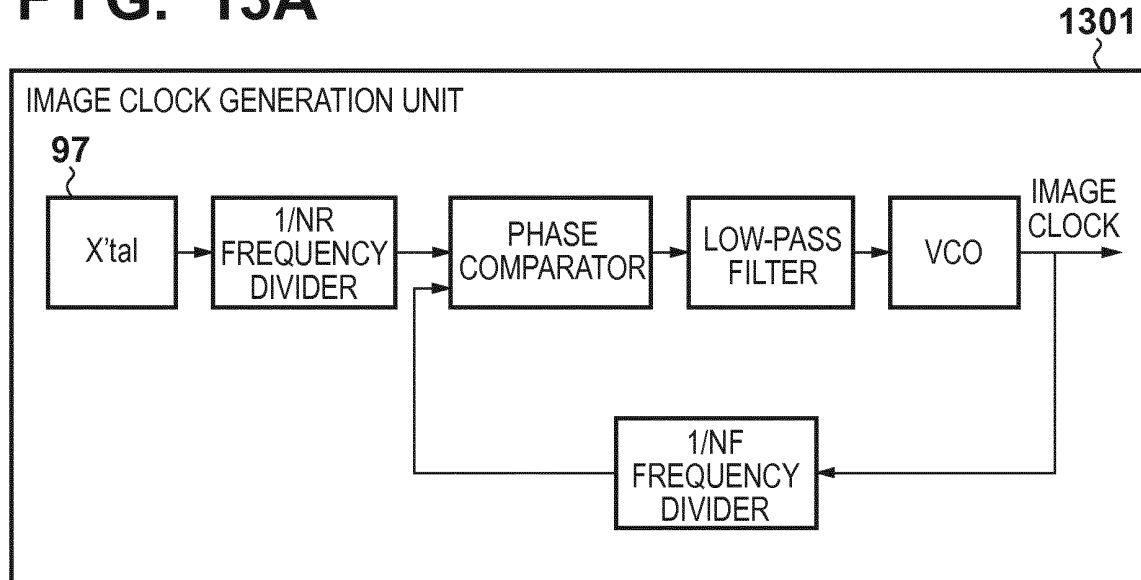 FIG. 13A
1301
IMAGE CLOCK GENERATION UNIT
97
X'tal
1/NR
FREQUENCY
DIVIDER
PHASE
COMPARATOR
LOW-PASS
FILTER
VCO
IMAGE
CLOCK
1/NF
FREQUENCY
DIVIDER